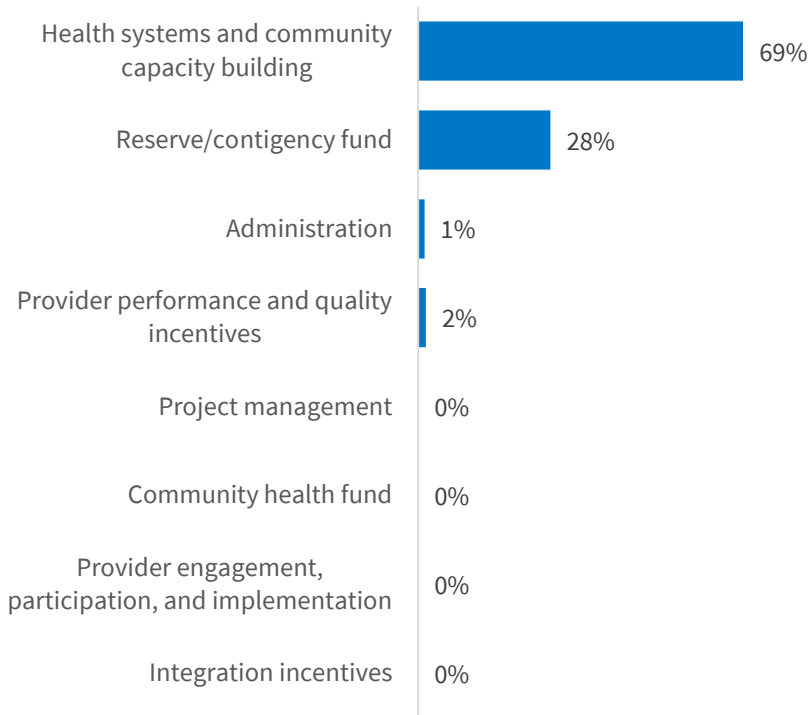 Health systems and community
capacity building
69%
Reserve/contigency fund
28%
Administration
1%
Provider performance and quality
incentives
2%
Project management
0%
Community health fund
0%
Provider engagement,
participation, and implementation
0%
Integration incentives
0%